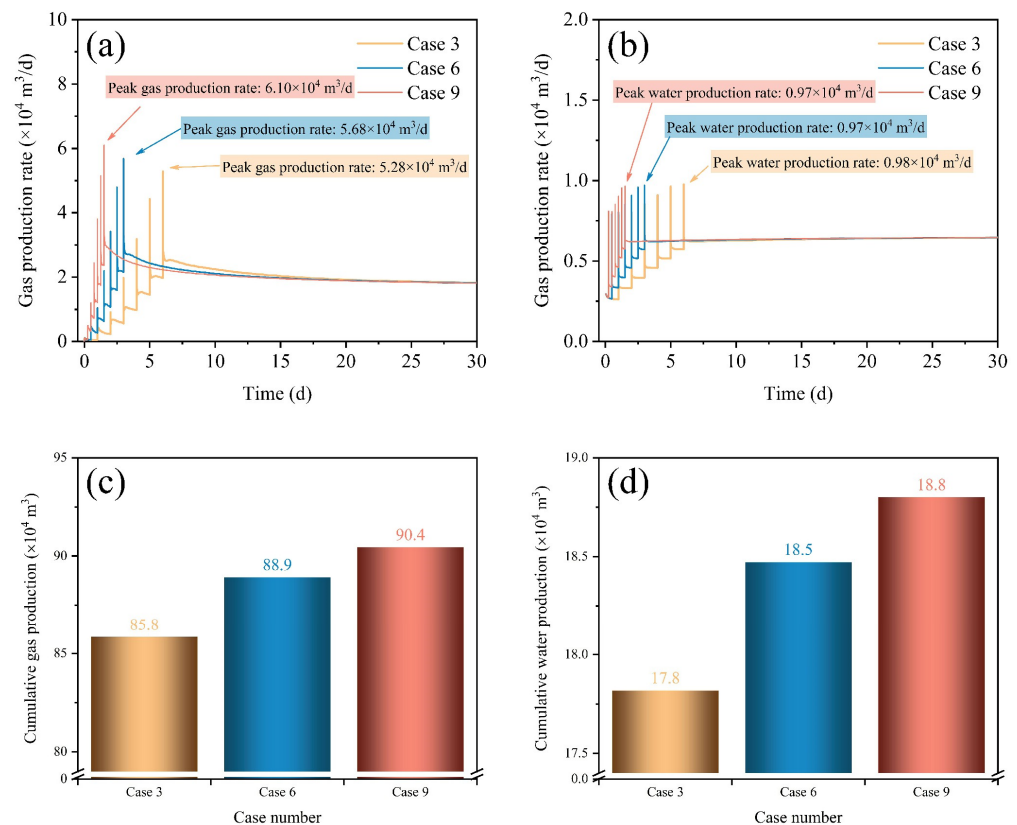 (a)
Case 3
Case 6
Case 9
Peak gas production rate: 6.10×10⁴ m³/d
Peak gas production rate: 5.68×10⁴ m³/d
Peak gas production rate: 5.28×10⁴ m³/d
Gas production rate (×10⁴ m³/d)
10
8
6
4
2
0
0 5 10 15 20 25 30
Time (d)
(b)
Case 3
Case 6
Case 9
Peak water production rate: 0.97×10⁴ m³/d
Peak water production rate: 0.97×10⁴ m³/d
Peak water production rate: 0.98×10⁴ m³/d
Gas production rate (×10⁴ m³/d)
2.0
1.5
1.0
0.5
0.0
0 5 10 15 20 25 30
Time (d)
(c)
Cumulative gas production (×10⁴ m³)
95
90
85
80
0
85.8
88.9
90.4
Case 3 Case 6 Case 9
Case number
(d)
Cumulative water production (×10⁴ m³)
19.0
18.5
18.0
17.5
0.0
17.8
18.5
18.8
Case 3 Case 6 Case 9
Case number